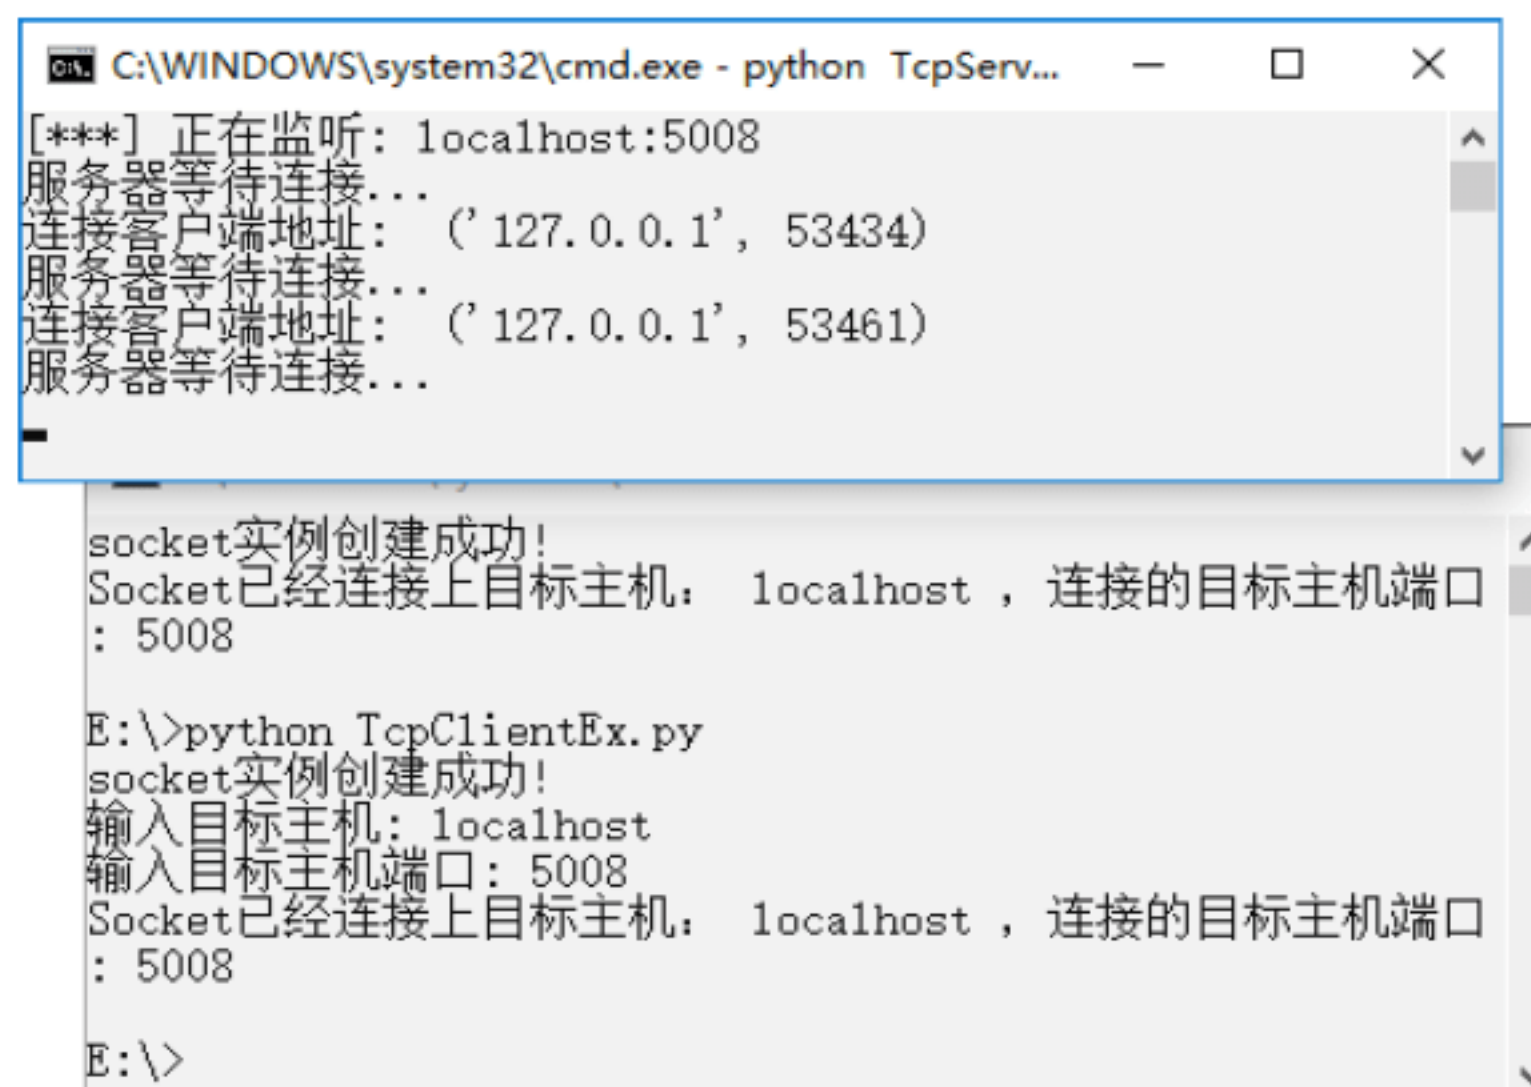 C:\WINDOWS\system32\cmd.exe - python  TcpServ...
[***] 正在监听: localhost:5008
服务器等待连接...
连接客户端地址:  ('127.0.0.1', 53434)
服务器等待连接...
连接客户端地址:  ('127.0.0.1', 53461)
服务器等待连接...
socket实例创建成功!
Socket已经连接上目标主机:  localhost , 连接的目标主机端口
: 5008
E:\>python TcpClientEx.py
socket实例创建成功!
输入目标主机: localhost
输入目标主机端口: 5008
Socket已经连接上目标主机:  localhost , 连接的目标主机端口
: 5008
E:\>